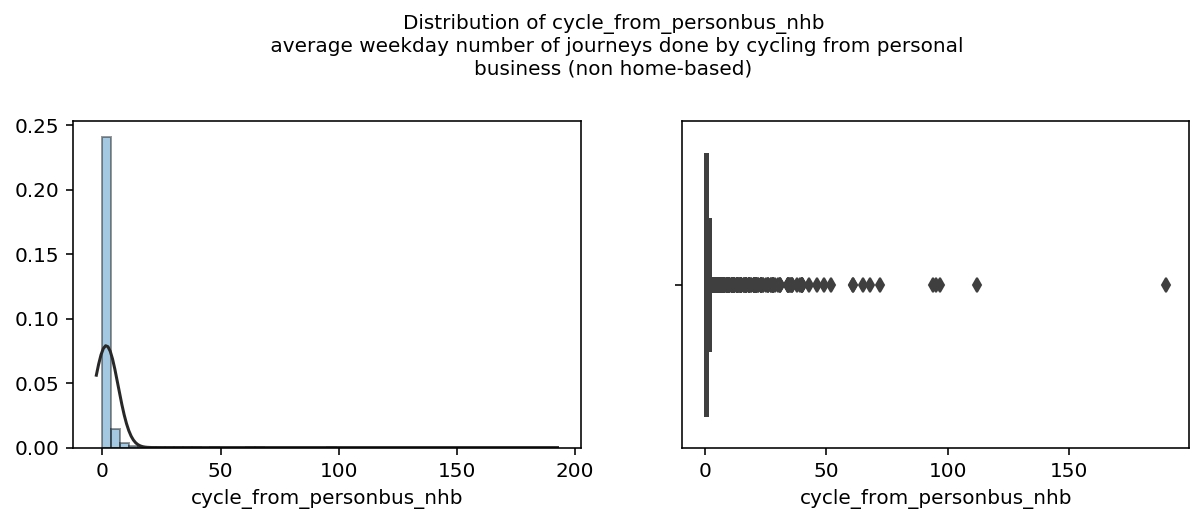 Distribution of cycle_from_personbus_nhb
average weekday number of journeys done by cycling from personal
business (non home-based)
0.25
0.20
0.15
0.10
0.05
0.00
0 50 100 150 200
cycle_from_personbus_nhb
0 50 100 150
cycle_from_personbus_nhb